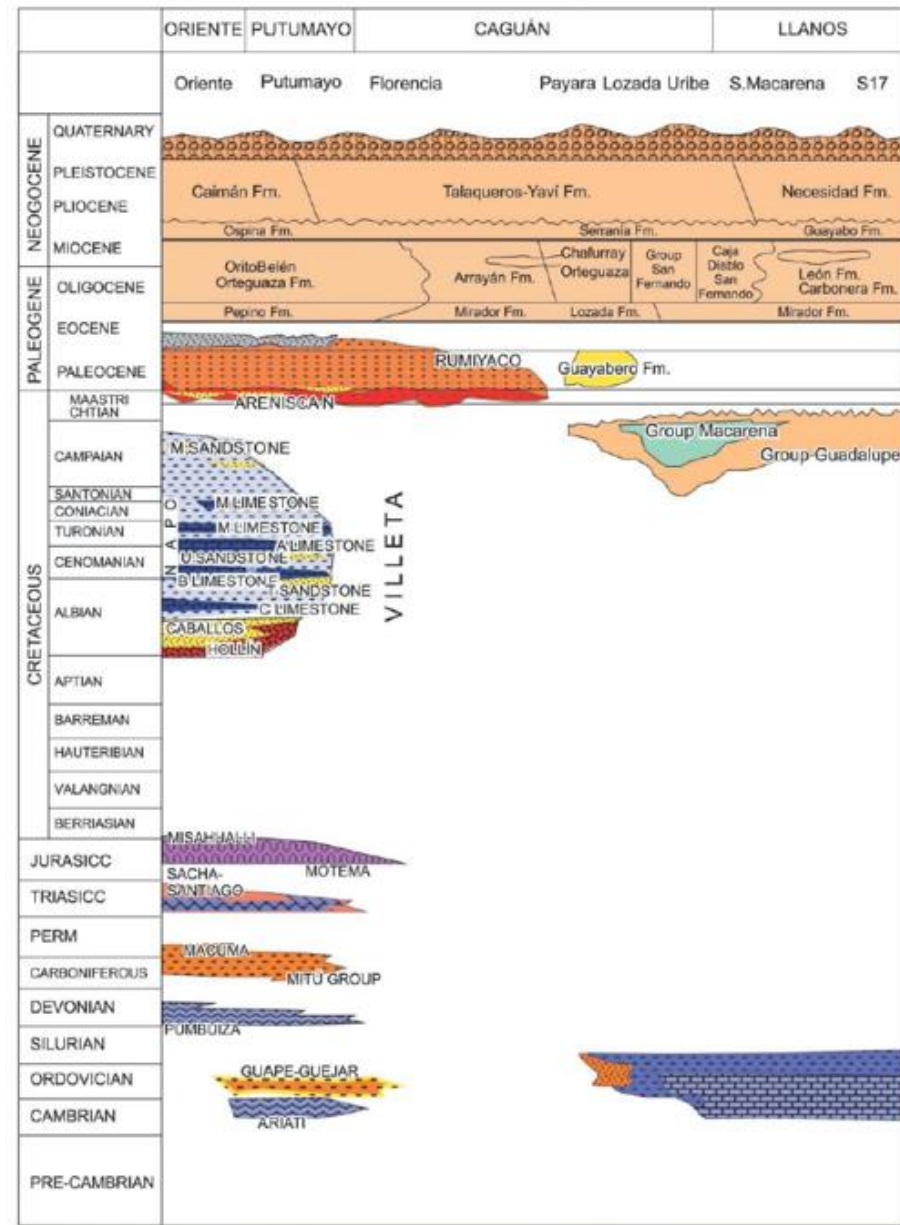 ORIENTE PUTUMAYO CAGUÁN LLANOS
Oriente Putumayo Florencia Payara Lozada Uribe S.Macarena S17
NEOGOCENE
QUATERNARY
PLEISTOCENE
PLIOCENE
MIOCENE
Caimán Fm. Talaqueros-Yaví Fm. Necesidad Fm.
Ospina Fm. Serranía Fm. Guayabo Fm.
PALEOGENE
OLIGOCENE
EOCENE
PALEOCENE
OritoBelén
Orteguaza Fm.
Arrayán Fm.
Chafurray
Orteguaza
Group
San
Fernando
Caja
Diablo
San
Fernando
León Fm.
Carbonera Fm.
Pepino Fm. Mirador Fm. Lozada Fm. Mirador Fm.
RUMIYACO
Guayabero Fm.
CRETACEOUS
MAASTRI
CHTIAN
ARENISCA N
CAMPAIAN
M.SANDSTONE
Group Macarena
Group Guadalupe
SANTONIAN
CONIACIAN
TURONIAN
CENOMANIAN
ALBIAN
APTIAN
BARREMAN
HAUTERIBIAN
VALANGNIAN
BERRIASIAN
NAPO
M LIMESTONE
M LIMESTONE
A LIMESTONE
U SANDSTONE
B LIMESTONE
T SANDSTONE
C LIMESTONE
VILLETA
CABALLOS
HOLLÍN
JURASICC
MISAHUALLI
MOTEMA
TRIASICC
SACHA-
SANTIAGO
PERM
MACUMA
CARBONIFEROUS
MITU GROUP
DEVONIAN
PUMBUIZA
SILURIAN
ORDOVICIAN
GUAPE-GUEJAR
CAMBRIAN
ARIATI
PRE-CAMBRIAN